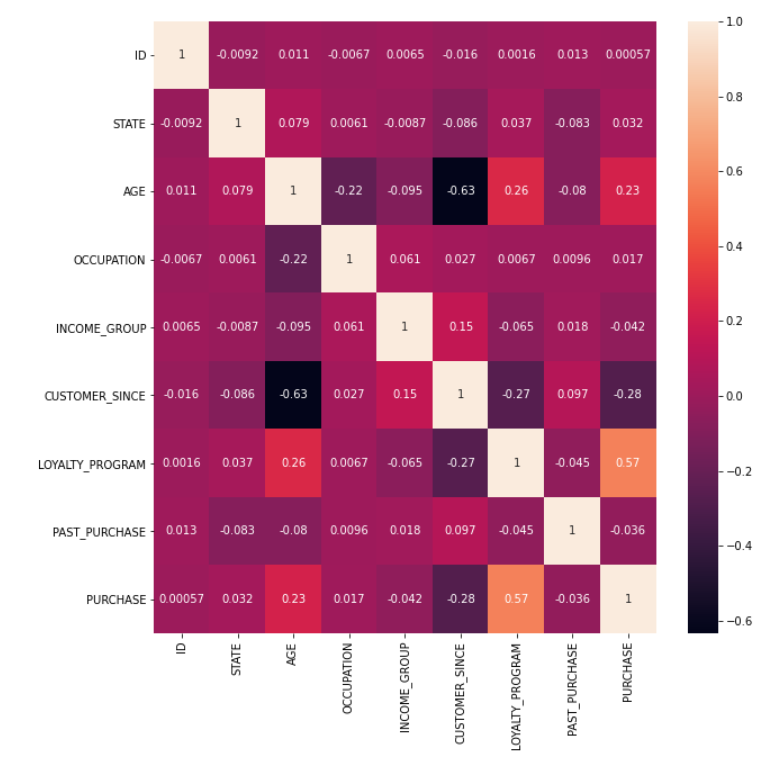 ID 1 -0.0092 0.011 -0.0067 0.0065 -0.016 0.0016 0.013 0.00057
STATE -0.0092 1 0.079 0.0061 -0.0087 -0.086 0.037 -0.083 0.032
AGE 0.011 0.079 1 -0.22 -0.095 -0.63 0.26 -0.08 0.23
OCCUPATION -0.0067 0.0061 -0.22 1 0.061 0.027 0.0067 0.0096 0.017
INCOME_GROUP 0.0065 -0.0087 -0.095 0.061 1 0.15 -0.065 0.018 -0.042
CUSTOMER_SINCE -0.016 -0.086 -0.63 0.027 0.15 1 -0.27 0.097 -0.28
LOYALTY_PROGRAM 0.0016 0.037 0.26 0.0067 -0.065 -0.27 1 -0.045 0.57
PAST_PURCHASE 0.013 -0.083 -0.08 0.0096 0.018 0.097 -0.045 1 -0.036
PURCHASE 0.00057 0.032 0.23 0.017 -0.042 -0.28 0.57 -0.036 1
ID
STATE
AGE
OCCUPATION
INCOME_GROUP
CUSTOMER_SINCE
LOYALTY_PROGRAM
PAST_PURCHASE
PURCHASE
1.0
0.8
0.6
0.4
0.2
0.0
−0.2
−0.4
−0.6